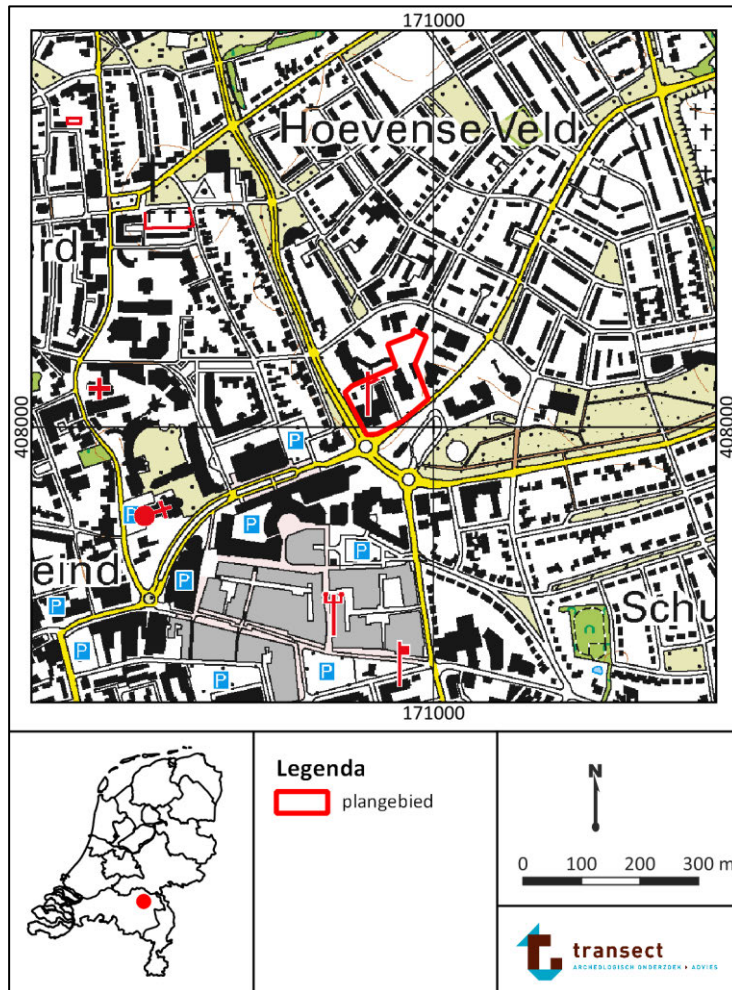 171000
Hoevense Veld
rd
408000
408000
P
P
P
P
eind
P
P
Schu
P
P
P
171000
Legenda
plangebied
N
0 100 200 300 m
transect
ARCHEOLOGISCH ONDERZOEK ▸ ADVIES